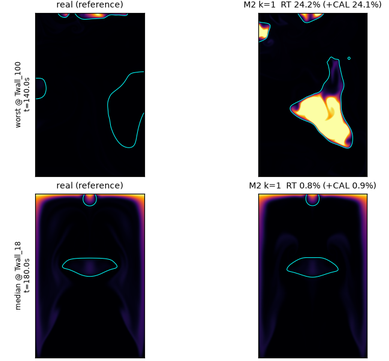 real (reference)
M2 k=1 RT 24.2% (+CAL 24.1%)
worst @ Twall_100
t=140.0s
real (reference)
M2 k=1 RT 0.8% (+CAL 0.9%)
median @ Twall_18
t=180.0s